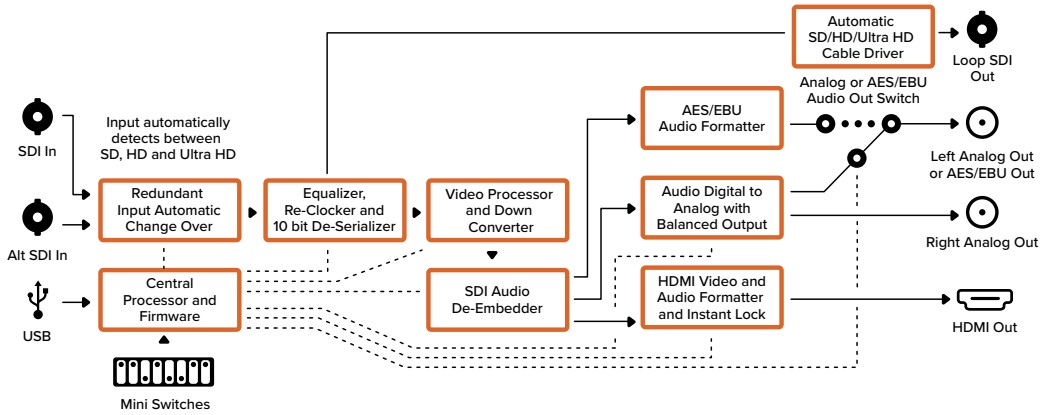 Automatic
SD/HD/Ultra HD
Cable Driver
Loop SDI
Out
Analog or AES/EBU
Audio Out Switch
SDI In
Input automatically
detects between
SD, HD and Ultra HD
AES/EBU
Audio Formatter
Left Analog Out
or AES/EBU Out
Alt SDI In
Redundant
Input Automatic
Change Over
Equalizer,
Re-Clocker and
10 bit De-Serializer
Video Processor
and Down
Converter
Audio Digital to
Analog with
Balanced Output
Right Analog Out
USB
Central
Processor and
Firmware
SDI Audio
De-Embedder
HDMI Video and
Audio Formatter
and Instant Lock
HDMI Out
Mini Switches